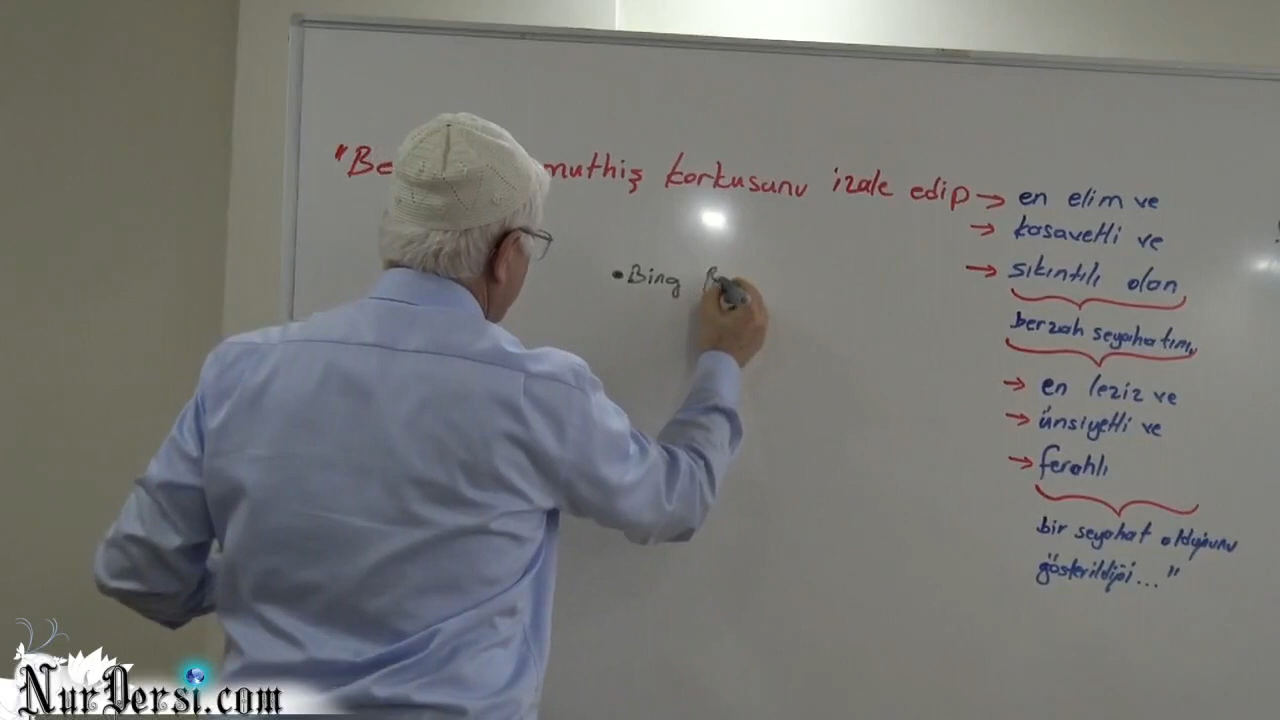 "Be muthiş korkusunu izale edip → en elim ve
→ kasavetli ve
→ sıkıntılı olan
berzah seyahatını,
→ en leziz ve
→ ünsiyetli ve
→ ferahlı
bir seyahat olduğunu
gösterildiği..."
• Bing
NurDersi.com